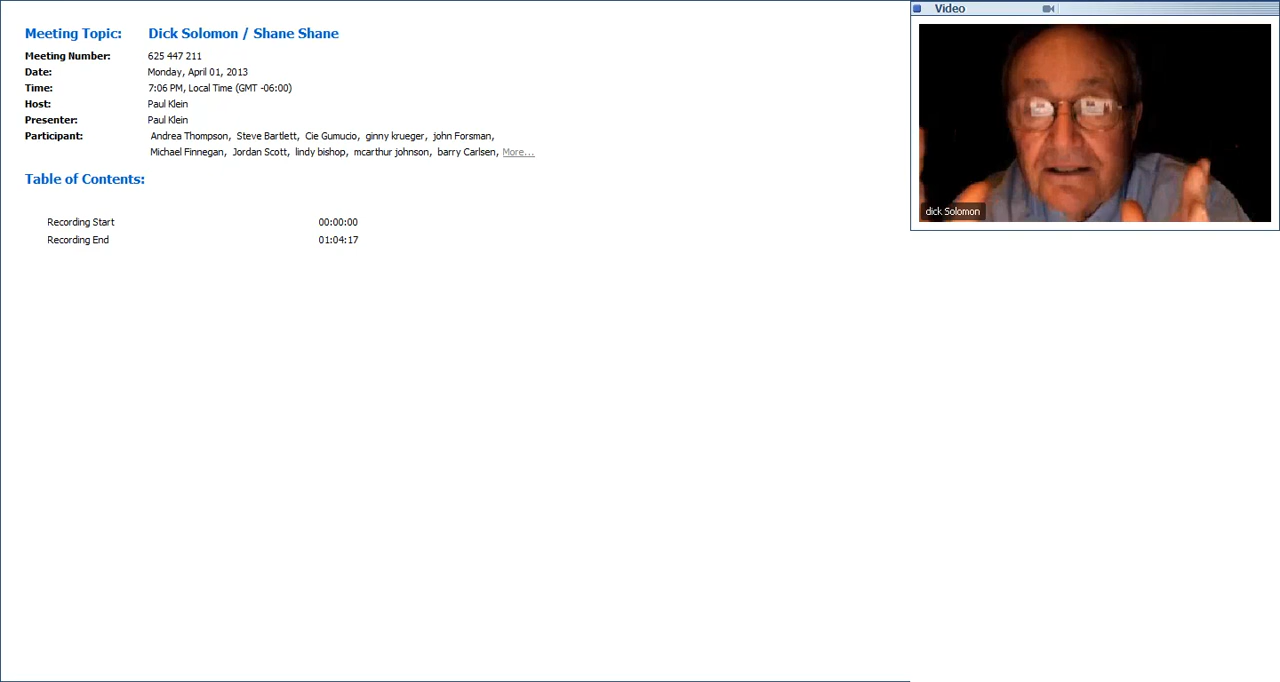 Meeting Topic: Dick Solomon / Shane Shane
Meeting Number: 625 447 211
Date: Monday, April 01, 2013
Time: 7:06 PM, Local Time (GMT -06:00)
Host: Paul Klein
Presenter: Paul Klein
Participant: Andrea Thompson, Steve Bartlett, Cie Gumucio, ginny krueger, john Forsman,
Michael Finnegan, Jordan Scott, lindy bishop, mcarthur johnson, barry Carlsen, More...
Table of Contents:
Recording Start 00:00:00
Recording End 01:04:17
Video
dick Solomon